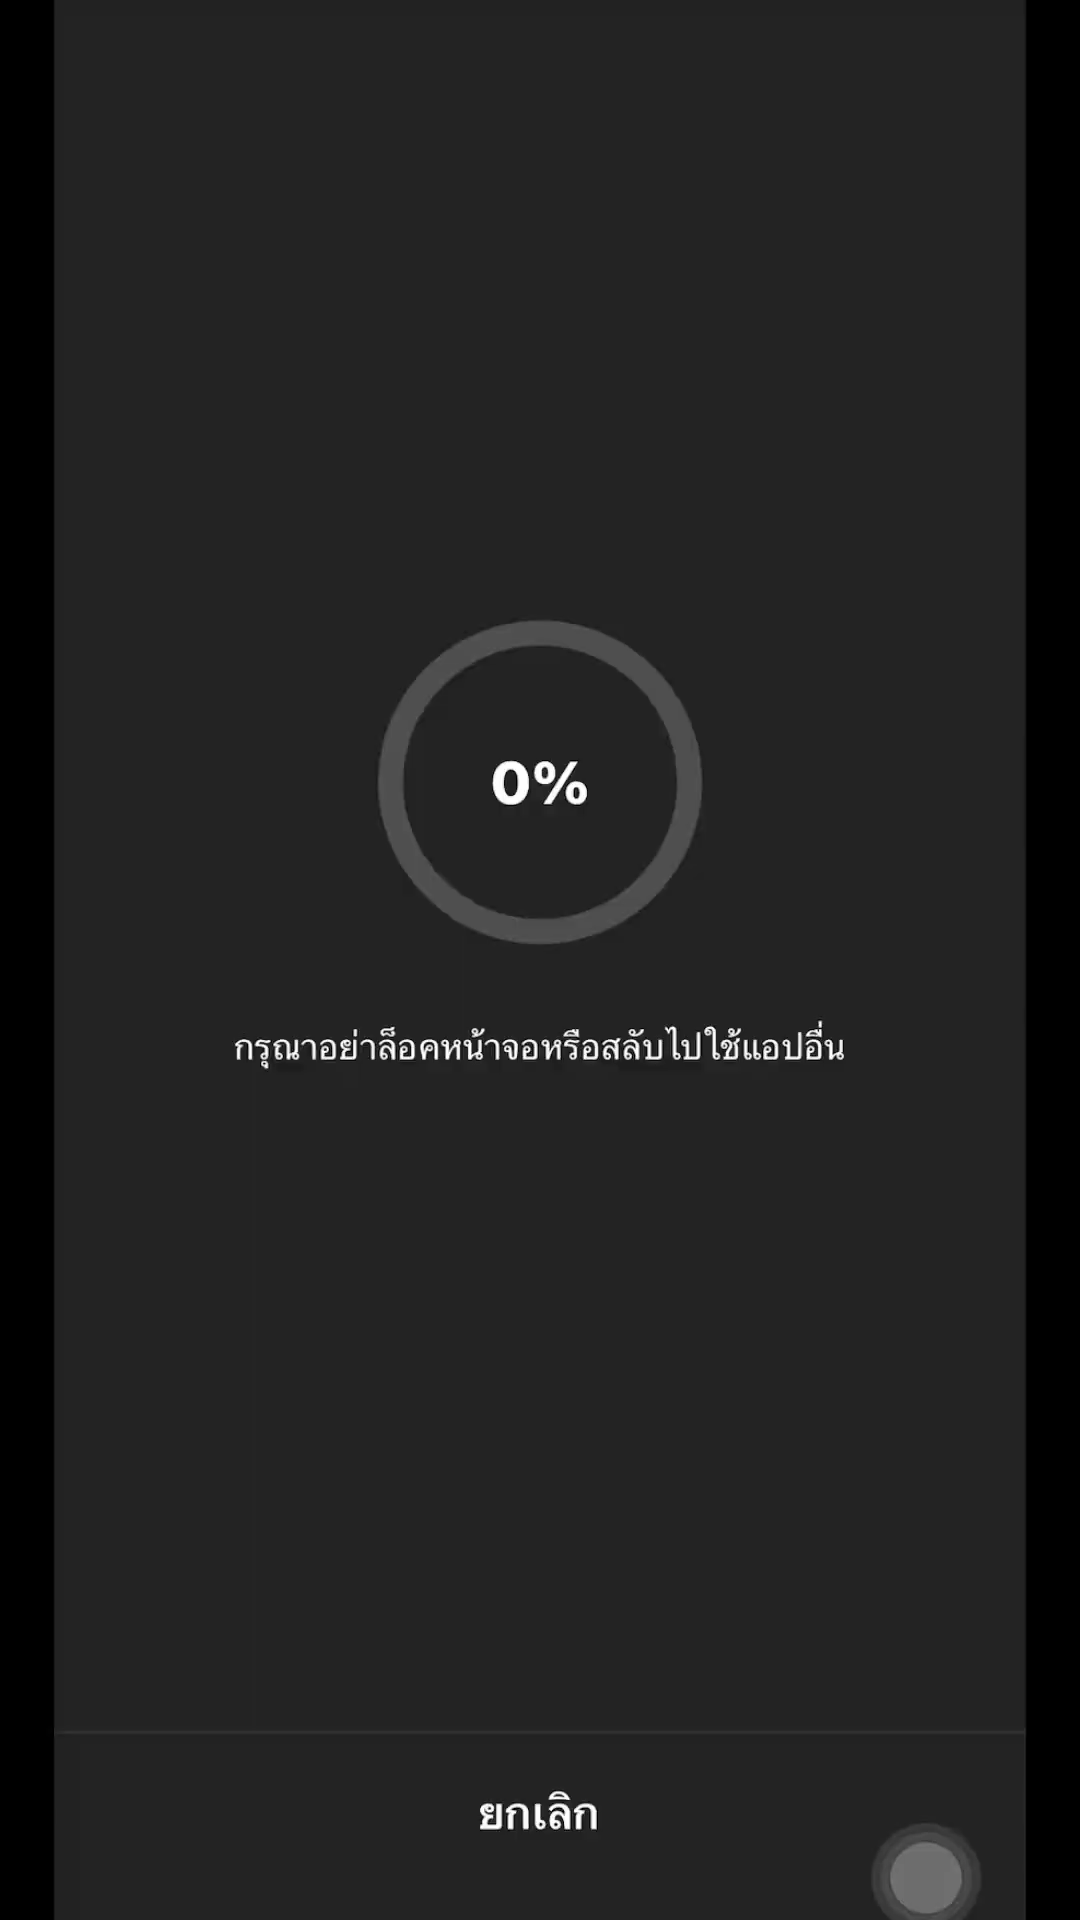 0%
กรุณาอย่าล็อคหน้าจอหรือสลับไปใช้แอปอื่น
ยกเลิก